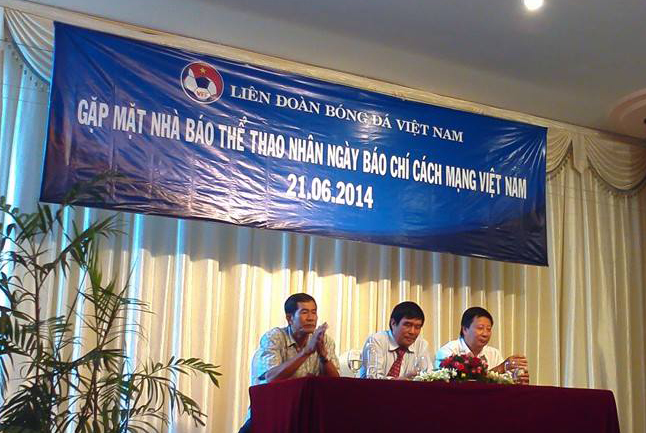 LIÊN ĐOÀN BÓNG ĐÁ VIỆT NAM
GẶP MẶT NHÀ BÁO THỂ THAO NHÂN NGÀY BÁO CHÍ CÁCH MẠNG VIỆT NAM
21.06.2014